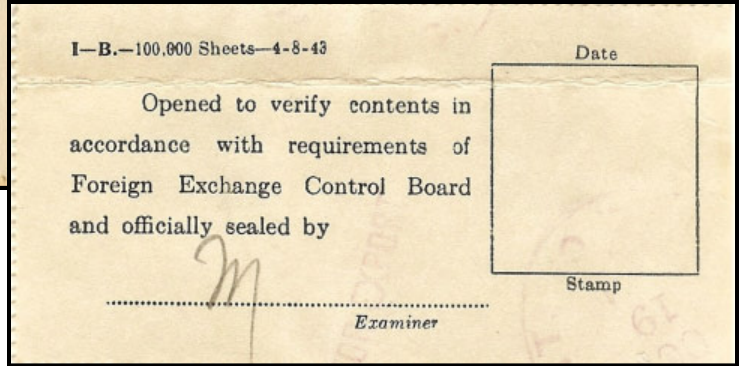 I—B.—100,000 Sheets—4-8-43
Date
Opened to verify contents in
accordance with requirements of
Foreign Exchange Control Board
and officially sealed by
M
Examiner
Stamp